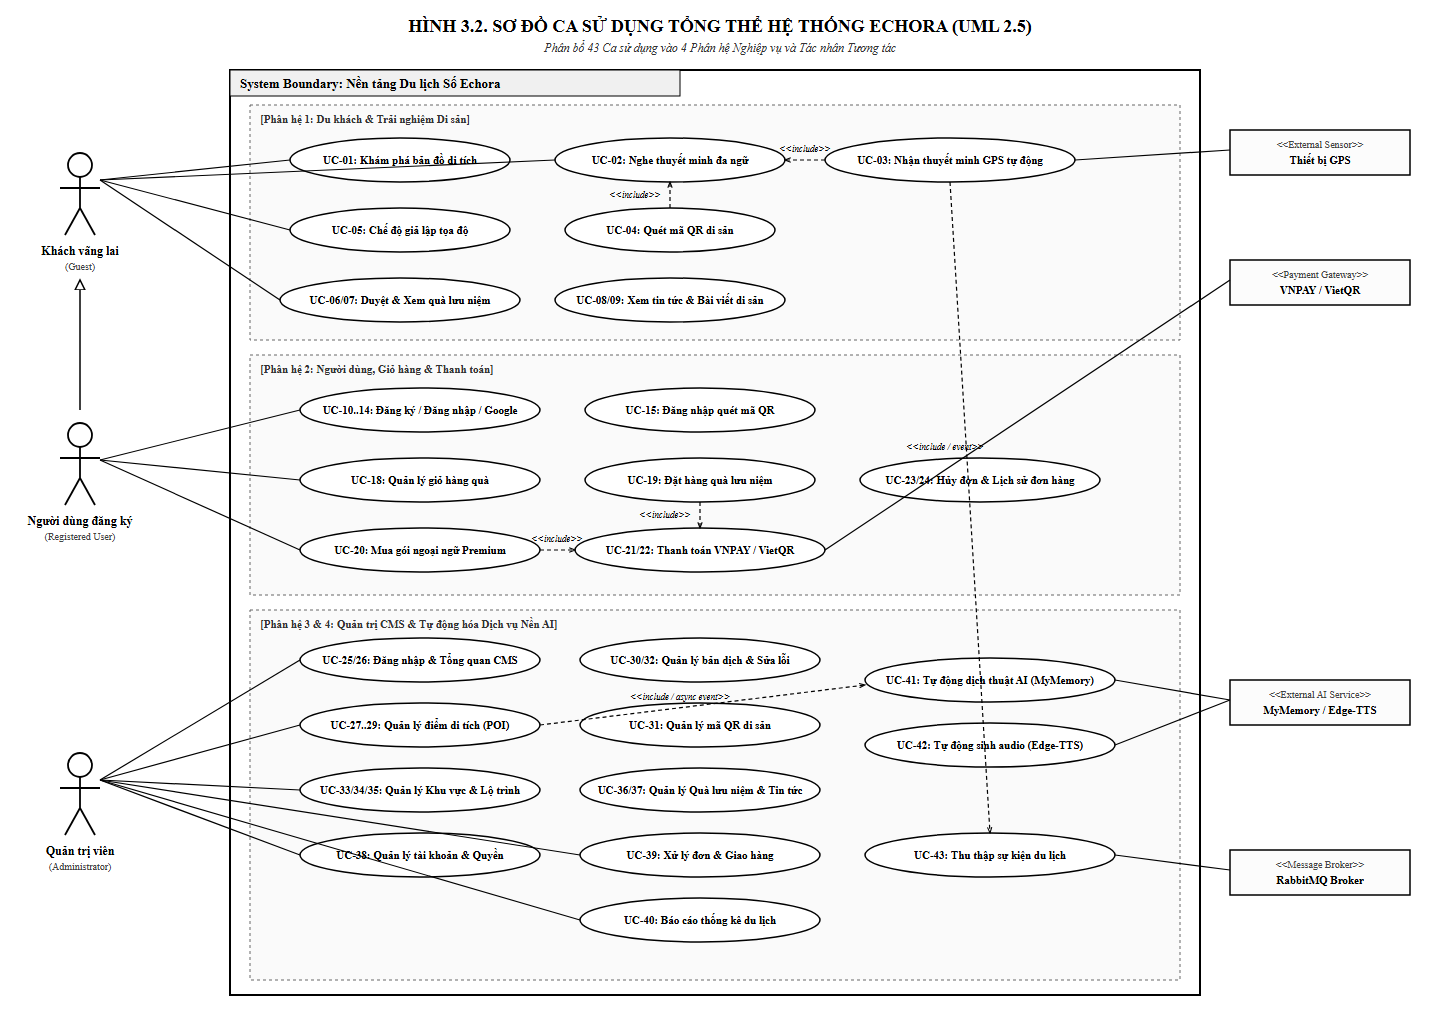 HÌNH 3.2. SƠ ĐỒ CA SỬ DỤNG TỔNG THỂ HỆ THỐNG ECHORA (UML 2.5)
Phân bổ 43 Ca sử dụng vào 4 Phân hệ Nghiệp vụ và Tác nhân Tương tác
System Boundary: Nền tảng Du lịch Số Echora
[Phân hệ 1: Du khách & Trải nghiệm Di sản]
UC-01: Khám phá bản đồ di tích
UC-02: Nghe thuyết minh đa ngữ
<<include>>
UC-03: Nhận thuyết minh GPS tự động
<<External Sensor>>
Thiết bị GPS
<<include>>
UC-05: Chế độ giả lập tọa độ
UC-04: Quét mã QR di sản
Khách vãng lai
(Guest)
<<Payment Gateway>>
VNPAY / VietQR
UC-06/07: Duyệt & Xem quà lưu niệm
UC-08/09: Xem tin tức & Bài viết di sản
[Phân hệ 2: Người dùng, Giỏ hàng & Thanh toán]
UC-10..14: Đăng ký / Đăng nhập / Google
UC-15: Đăng nhập quét mã QR
<<include / event>>
UC-18: Quản lý giỏ hàng quà
UC-19: Đặt hàng quà lưu niệm
UC-23/24: Hủy đơn & Lịch sử đơn hàng
<<include>>
Người dùng đăng ký
(Registered User)
<<include>>
UC-20: Mua gói ngoại ngữ Premium
UC-21/22: Thanh toán VNPAY / VietQR
[Phân hệ 3 & 4: Quản trị CMS & Tự động hóa Dịch vụ Nền AI]
UC-25/26: Đăng nhập & Tổng quan CMS
UC-30/32: Quản lý bản dịch & Sửa lỗi
UC-41: Tự động dịch thuật AI (MyMemory)
<<include / async event>>
<<External AI Service>>
MyMemory / Edge-TTS
UC-27..29: Quản lý điểm di tích (POI)
UC-31: Quản lý mã QR di sản
UC-42: Tự động sinh audio (Edge-TTS)
UC-33/34/35: Quản lý Khu vực & Lộ trình
UC-36/37: Quản lý Quà lưu niệm & Tin tức
Quản trị viên
(Administrator)
UC-38: Quản lý tài khoản & Quyền
UC-39: Xử lý đơn & Giao hàng
UC-43: Thu thập sự kiện du lịch
<<Message Broker>>
RabbitMQ Broker
UC-40: Báo cáo thống kê du lịch